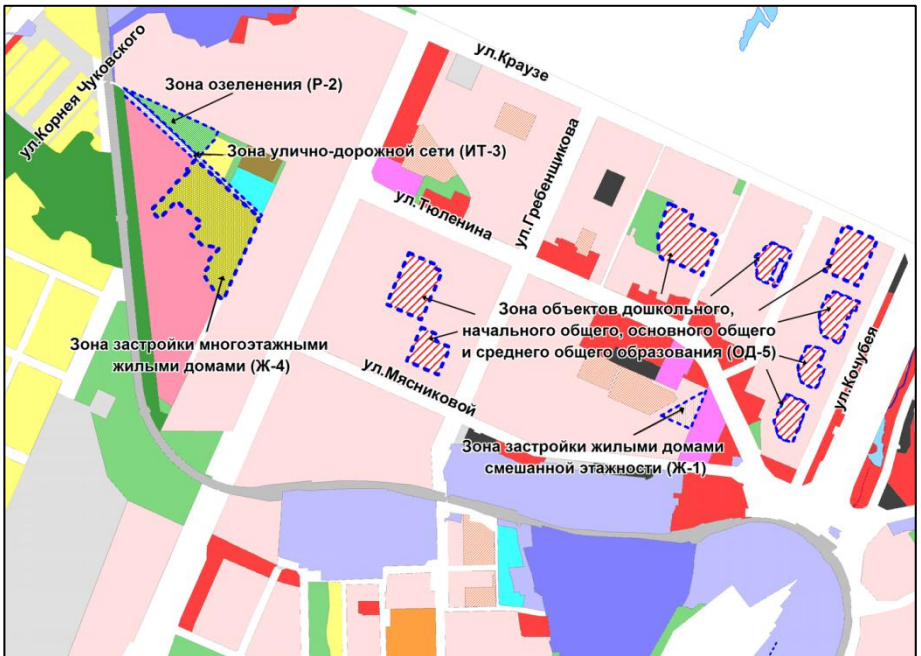 ул.Корнея Чуковского
ул.Краузе
Зона озеленения (Р-2)
Зона улично-дорожной сети (ИТ-3)
ул.Гребенщикова
ул.Тюленина
Зона объектов дошкольного,
начального общего, основного общего
и среднего общего образования (ОД-5)
Зона застройки многоэтажными
жилыми домами (Ж-4)
ул.Мясниковой
ул.Кочубея
Зона застройки жилыми домами
смешанной этажности (Ж-1)